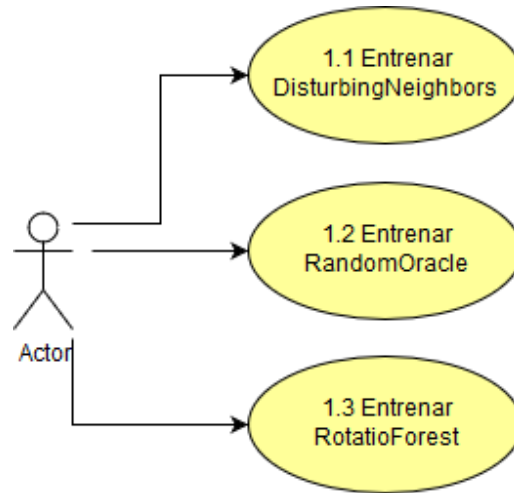 1.1 Entrenar
DisturbingNeighbors
1.2 Entrenar
RandomOracle
Actor
1.3 Entrenar
RotatioForest